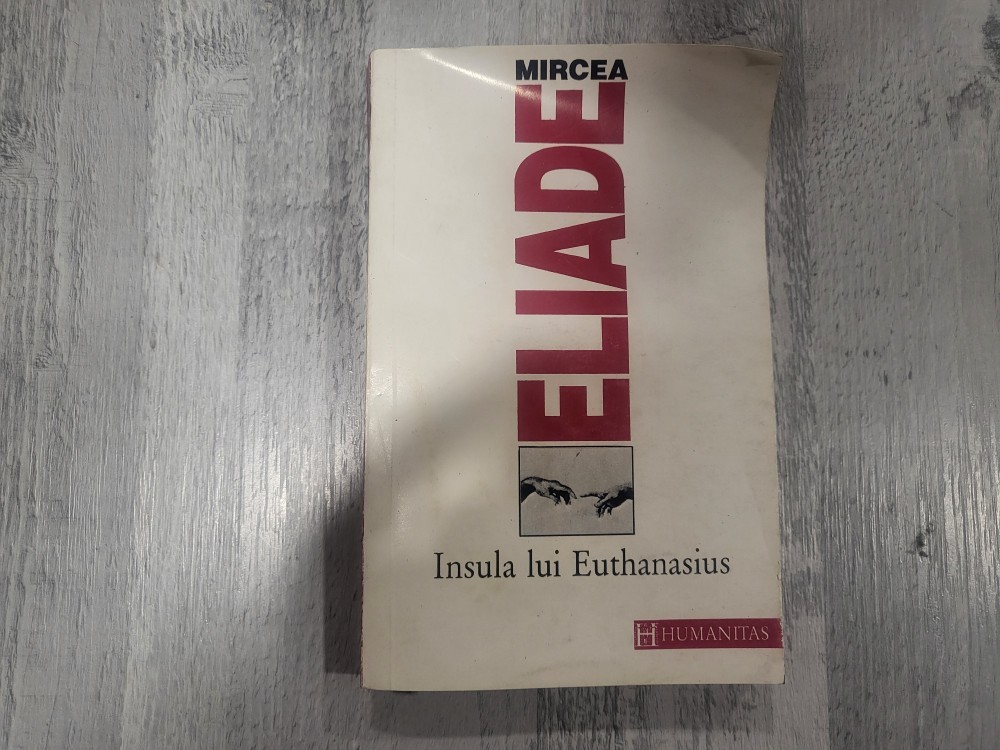 MIRCEA
ELIADE
Insula lui Euthanasius
HUMANITAS